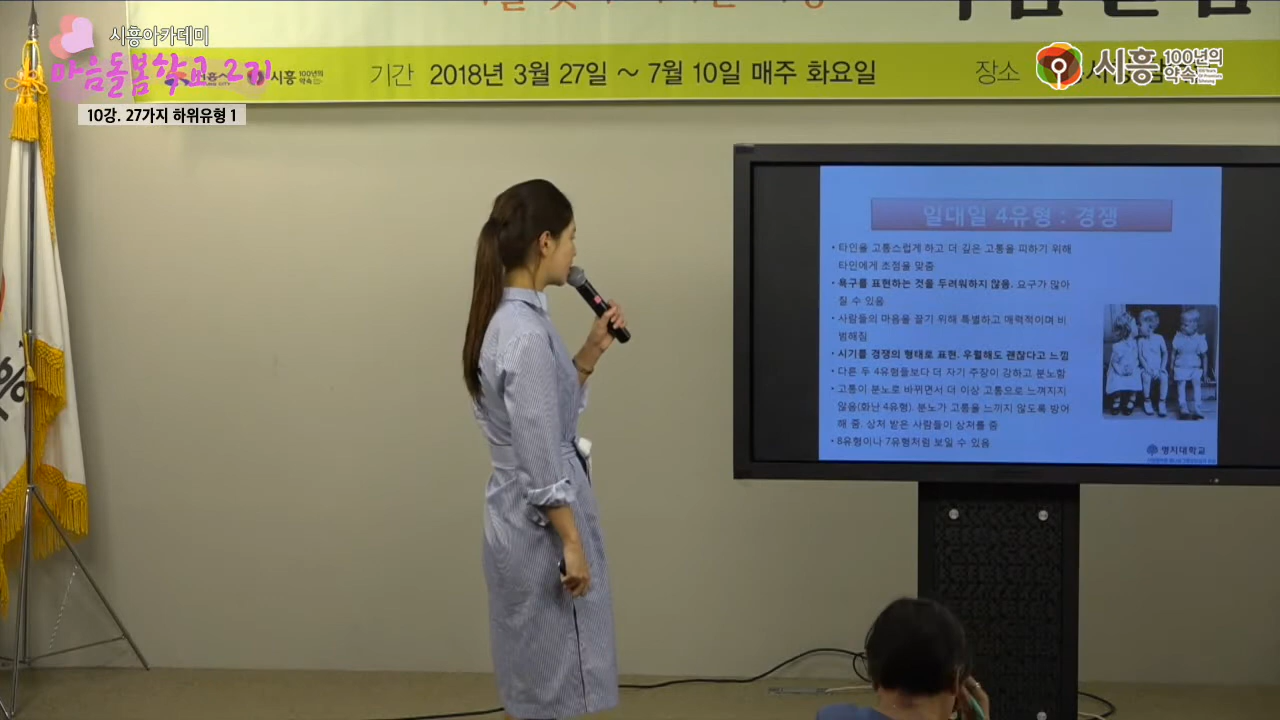 시흥아카데미
마음돌봄학교 2기
10강. 27가지 하위유형 1
시흥 100년의 약속
기간 2018년 3월 27일 ~ 7월 10일 매주 화요일
장소
시흥 100년의 약속
일대일 4유형 : 경쟁
• 타인을 고통스럽게 하고 더 깊은 고통을 피하기 위해
타인에게 초점을 맞춤
• 욕구를 표현하는 것을 두려워하지 않음. 요구가 많아
질 수 있음
• 사람들의 마음을 끌기 위해 특별하고 매력적이며 비
범해짐
• 시기를 경쟁의 형태로 표현. 우월해도 괜찮다고 느낌
• 다른 두 4유형들보다 더 자기 주장이 강하고 분노함
• 고통이 분노로 바뀌면서 더 이상 고통으로 느껴지지
않음(화난 4유형). 분노가 고통을 느끼지 않도록 방어
해 줌. 상처 받은 사람들이 상처를 줌
• 8유형이나 7유형처럼 보일 수 있음
명지대학교